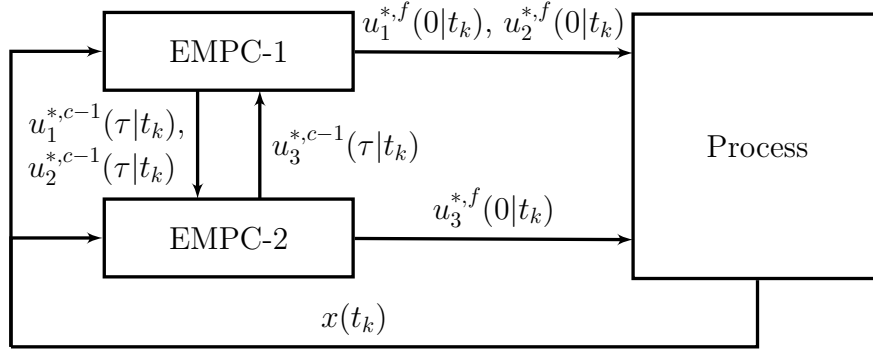 u_1^{*,f}(0|t_k), u_2^{*,f}(0|t_k)
EMPC-1
u_1^{*,c-1}(τ|t_k),
u_2^{*,c-1}(τ|t_k)
u_3^{*,c-1}(τ|t_k)
Process
u_3^{*,f}(0|t_k)
EMPC-2
x(t_k)